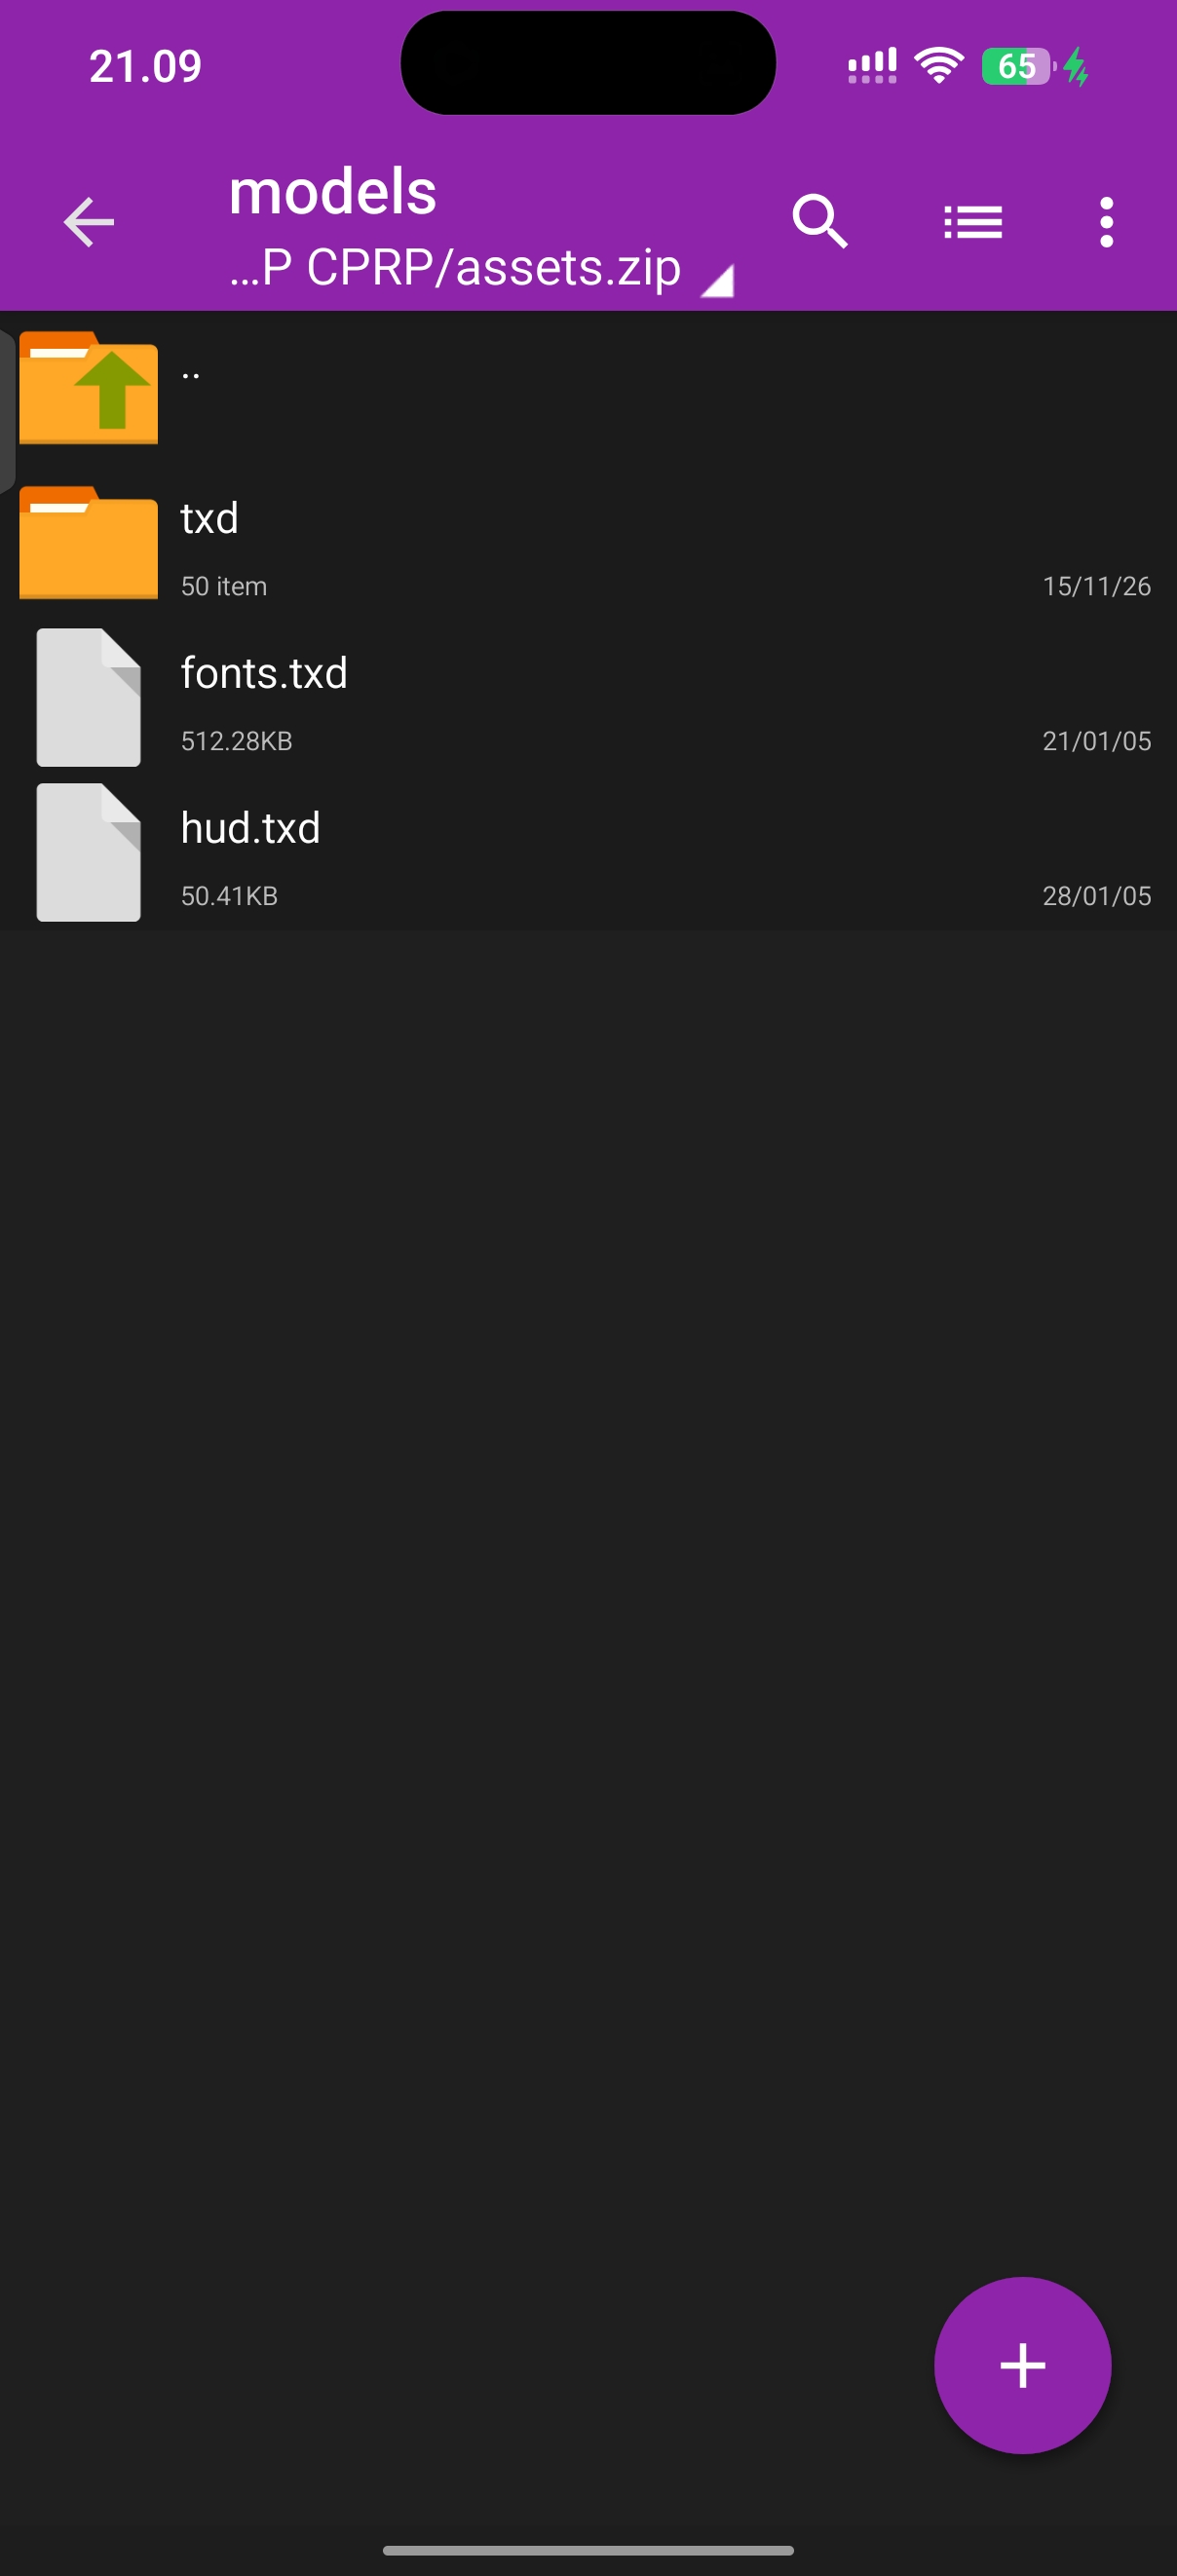 21.09
65
models
...P CPRP/assets.zip
..
txd
50 item
15/11/26
fonts.txd
512.28KB
21/01/05
hud.txd
50.41KB
28/01/05